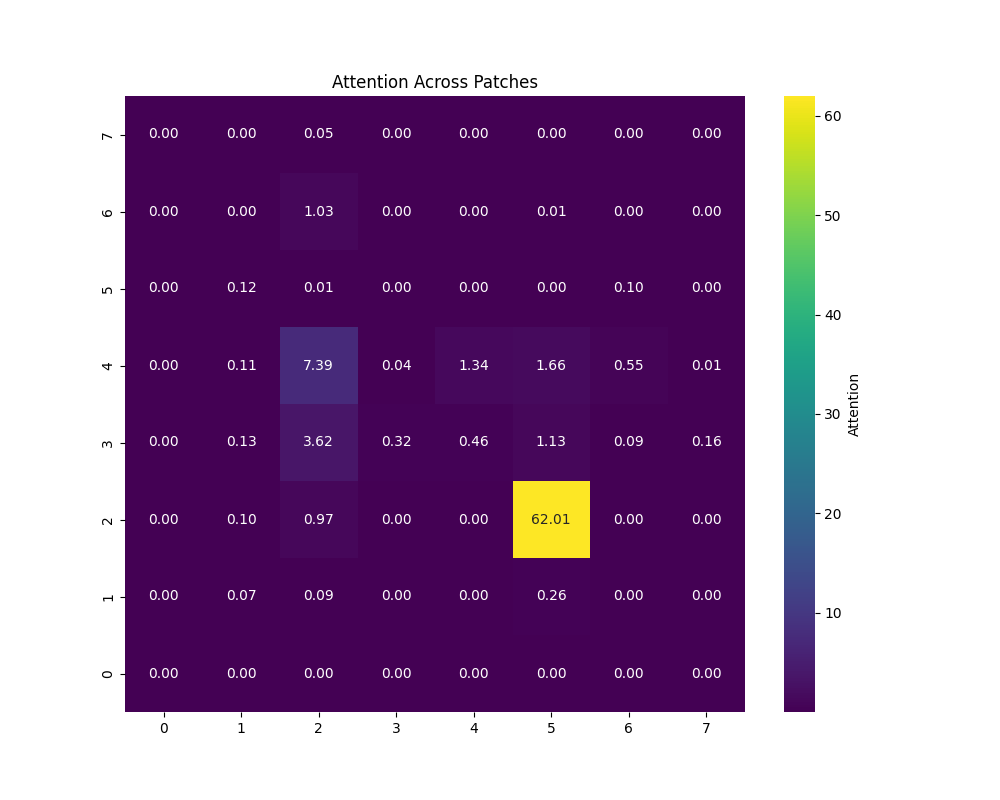 Attention Across Patches
7 0.00 0.00 0.05 0.00 0.00 0.00 0.00 0.00
6 0.00 0.00 1.03 0.00 0.00 0.01 0.00 0.00
5 0.00 0.12 0.01 0.00 0.00 0.00 0.10 0.00
4 0.00 0.11 7.39 0.04 1.34 1.66 0.55 0.01
3 0.00 0.13 3.62 0.32 0.46 1.13 0.09 0.16
2 0.00 0.10 0.97 0.00 0.00 62.01 0.00 0.00
1 0.00 0.07 0.09 0.00 0.00 0.26 0.00 0.00
0 0.00 0.00 0.00 0.00 0.00 0.00 0.00 0.00
0 1 2 3 4 5 6 7
60
50
40
30
20
10
Attention